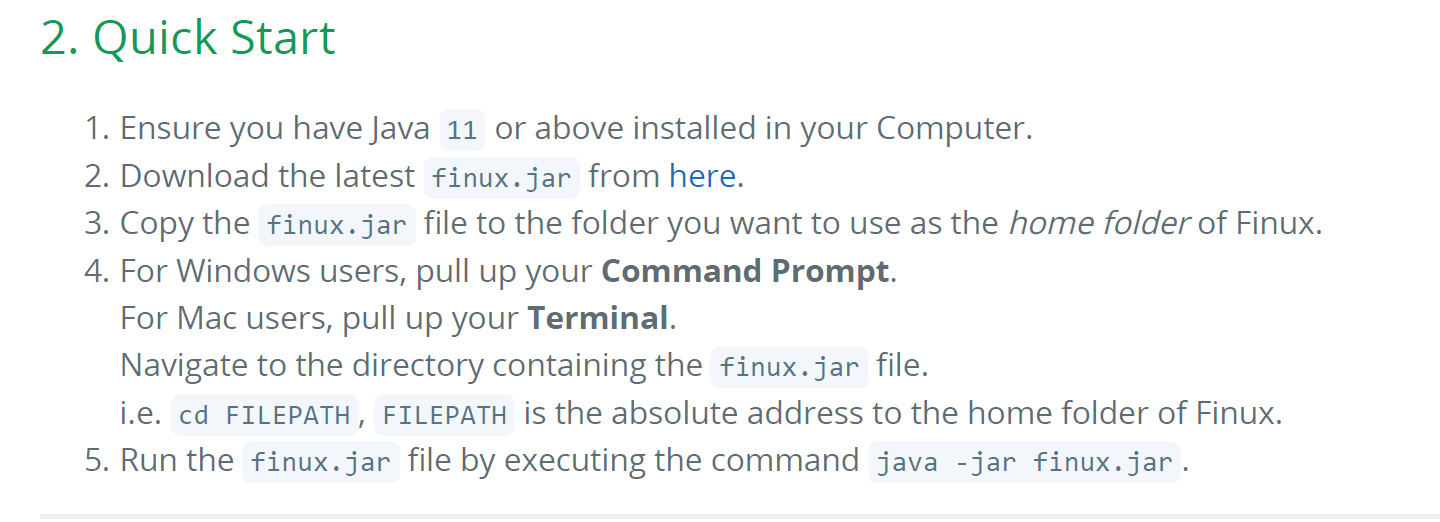 2. Quick Start
1. Ensure you have Java 11 or above installed in your Computer.
2. Download the latest finux.jar from here.
3. Copy the finux.jar file to the folder you want to use as the home folder of Finux.
4. For Windows users, pull up your Command Prompt.
For Mac users, pull up your Terminal.
Navigate to the directory containing the finux.jar file.
i.e. cd FILEPATH, FILEPATH is the absolute address to the home folder of Finux.
5. Run the finux.jar file by executing the command java -jar finux.jar.